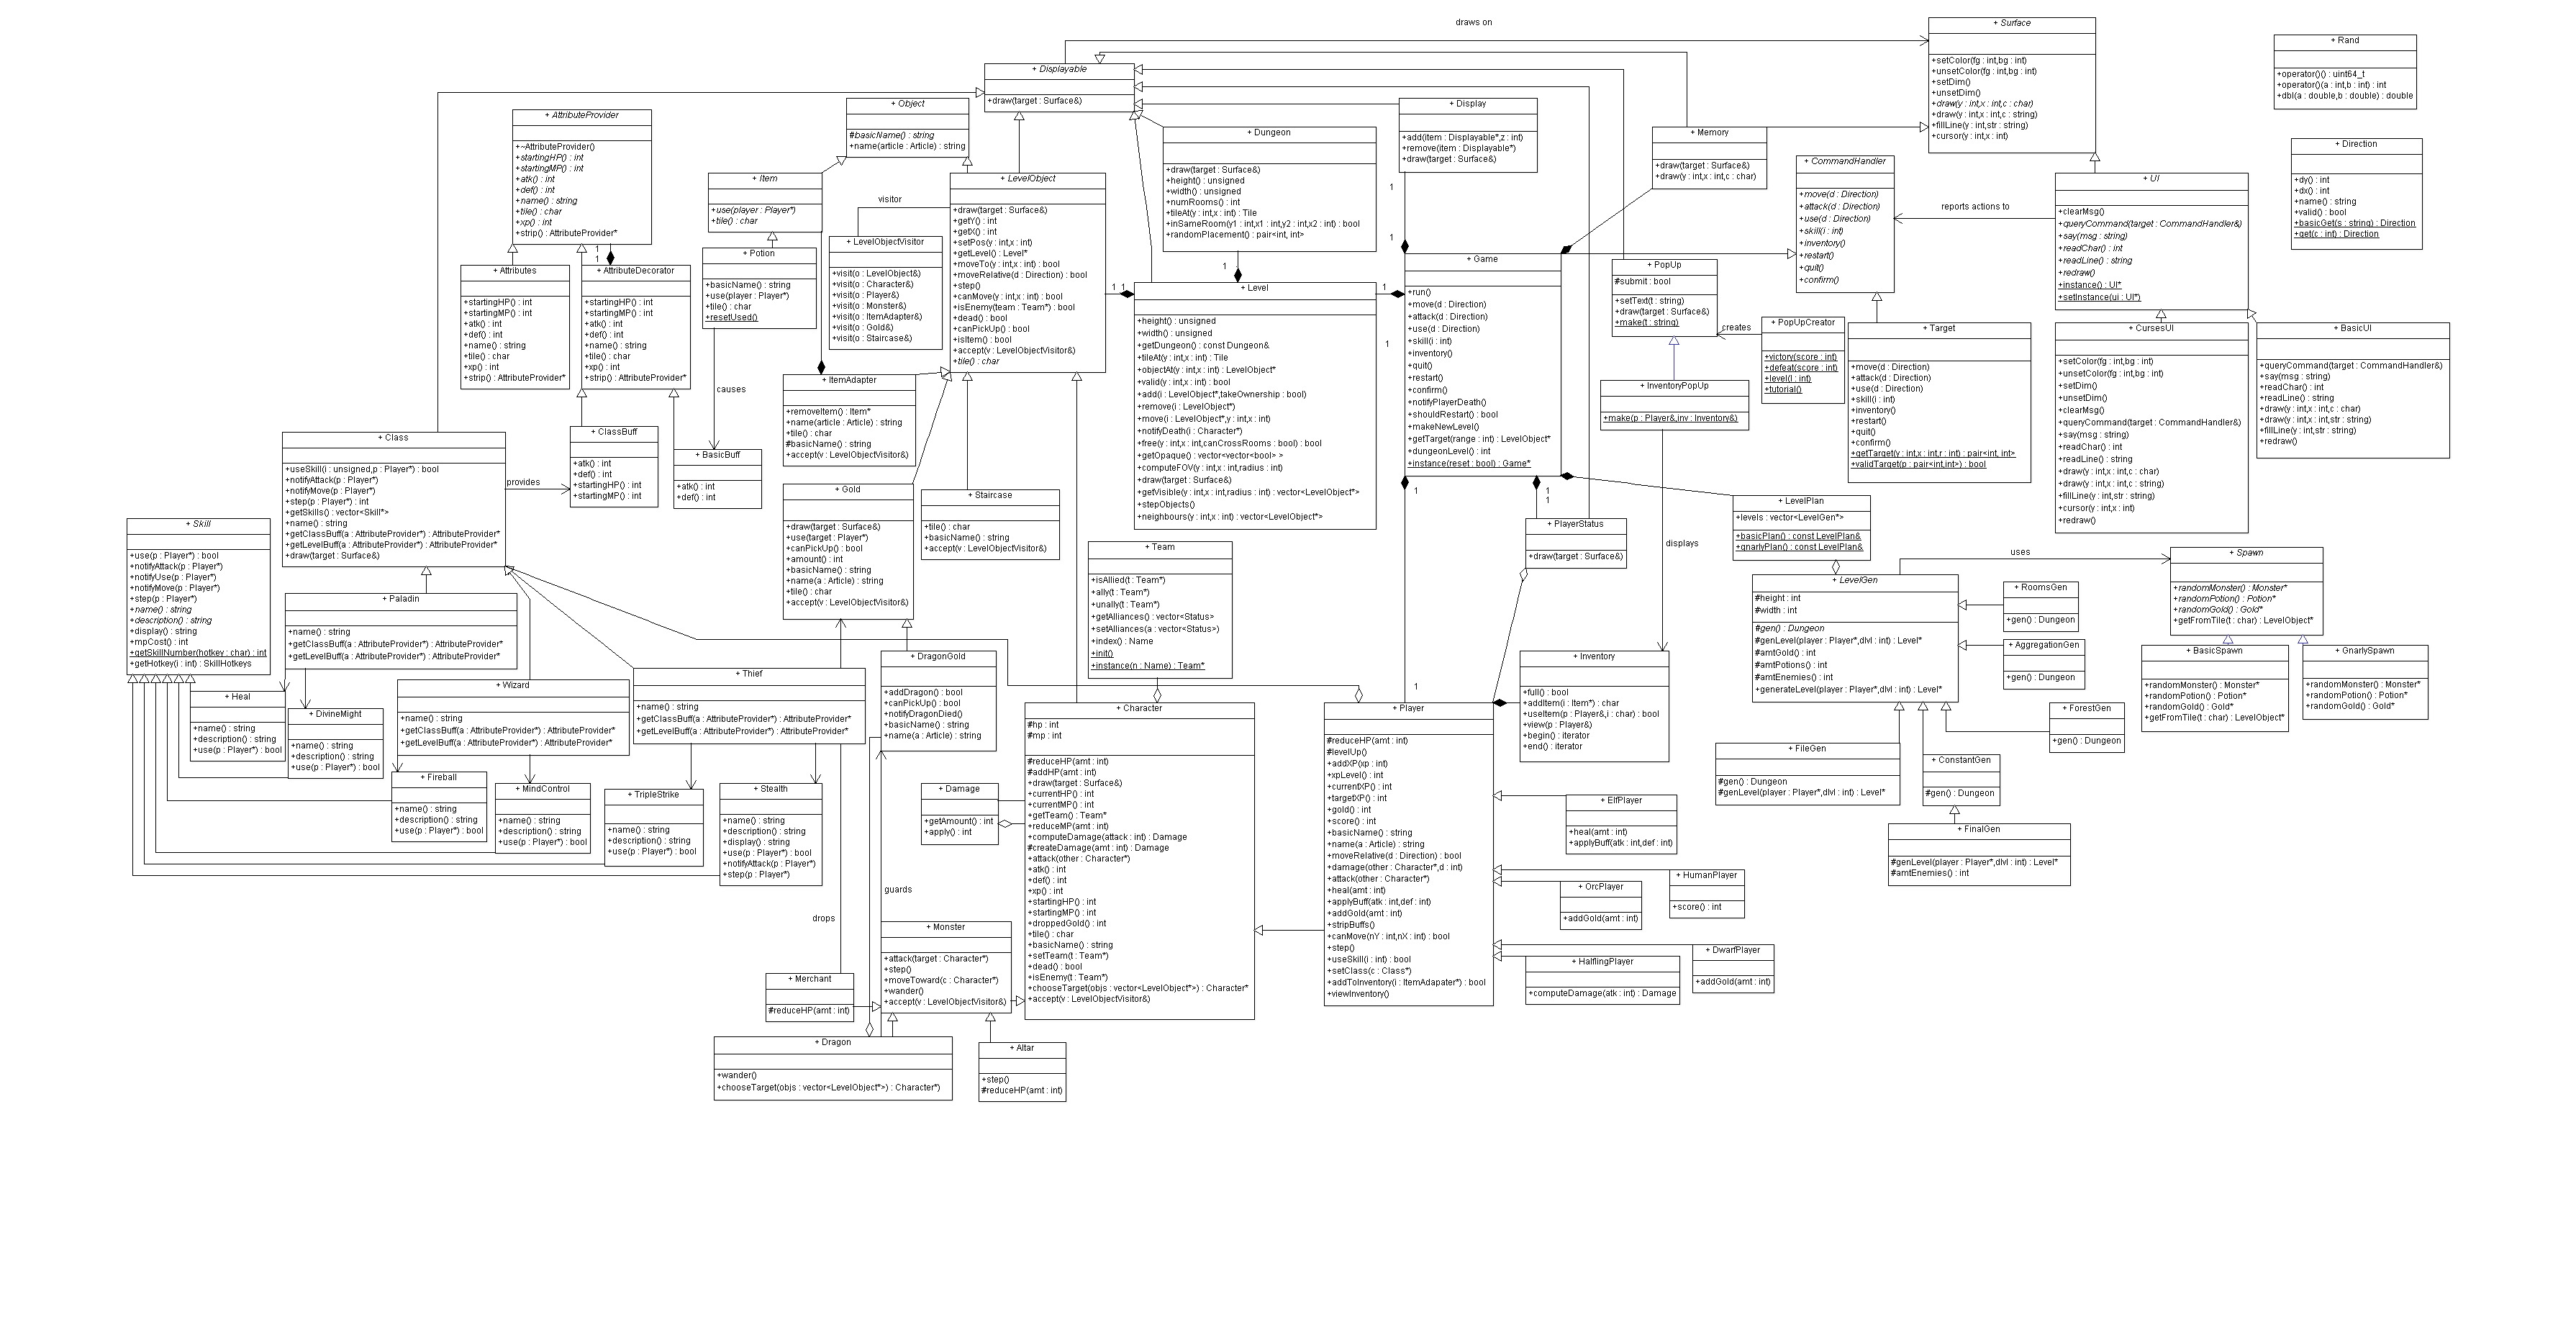 draws on
+ Surface
+setColor(fg : int,bg : int)
+unsetColor(fg : int,bg : int)
+setDim()
+unsetDim()
+draw(y : int,x : int,c : char)
+draw(y : int,x : int,c : string)
+fillLine(y : int,str : string)
+cursor(y : int,x : int)
+ Rand
+operator()() : uint64_t
+operator()(a : int,b : int) : int
+dbl(a : double,b : double) : double
+ Direction
+dy() : int
+dx() : int
+name() : string
+valid() : bool
+basicGet(s : string) : Direction
+get(c : int) : Direction
+ Displayable
+draw(target : Surface&)
+ Object
#basicName() : string
+name(article : Article) : string
+ AttributeProvider
+~AttributeProvider()
+startingHP() : int
+startingMP() : int
+atk() : int
+def() : int
+name() : string
+tile() : char
+xp() : int
+strip() : AttributeProvider*
1
1
+ Attributes
+startingHP() : int
+startingMP() : int
+atk() : int
+def() : int
+name() : string
+tile() : char
+xp() : int
+strip() : AttributeProvider*
+ AttributeDecorator
+startingHP() : int
+startingMP() : int
+atk() : int
+def() : int
+name() : string
+tile() : char
+xp() : int
+strip() : AttributeProvider*
+ Item
+use(player : Player*)
+tile() : char
+ Potion
+basicName() : string
+use(player : Player*)
+tile() : char
+resetUsed()
causes
visitor
+ LevelObjectVisitor
+visit(o : LevelObject&)
+visit(o : Character&)
+visit(o : Player&)
+visit(o : Monster&)
+visit(o : ItemAdapter&)
+visit(o : Gold&)
+visit(o : Staircase&)
+ LevelObject
+draw(target : Surface&)
+getY() : int
+getX() : int
+setPos(y : int,x : int)
+getLevel() : Level*
+moveTo(y : int,x : int) : bool
+moveRelative(d : Direction) : bool
+step()
+canMove(y : int,x : int) : bool
+isEnemy(team : Team*) : bool
+dead() : bool
+canPickUp() : bool
+isItem() : bool
+accept(v : LevelObjectVisitor&)
+tile() : char
1
1
+ Dungeon
+draw(target : Surface&)
+height() : unsigned
+width() : unsigned
+numRooms() : int
+tileAt(y : int,x : int) : Tile
+inSameRoom(y1 : int,x1 : int,y2 : int,x2 : int) : bool
+randomPlacement() : pair<int, int>
1
+ Level
+height() : unsigned
+width() : unsigned
+getDungeon() : const Dungeon&
+tileAt(y : int,x : int) : Tile
+objectAt(y : int,x : int) : LevelObject*
+valid(y : int,x : int) : bool
+add(i : LevelObject*,takeOwnership : bool)
+remove(i : LevelObject*)
+move(i : LevelObject*,y : int,x : int)
+notifyDeath(i : Character*)
+free(y : int,x : int,canCrossRooms : bool) : bool
+getOpaque() : vector<vector<bool> >
+computeFOV(y : int,x : int,radius : int)
+draw(target : Surface&)
+getVisible(y : int,x : int,radius : int) : vector<LevelObject*>
+stepObjects()
+neighbours(y : int,x : int) : vector<LevelObject*>
+ Display
+add(item : Displayable*,z : int)
+remove(item : Displayable*)
+draw(target : Surface&)
1
1
1
1
+ Game
+run()
+move(d : Direction)
+attack(d : Direction)
+use(d : Direction)
+skill(i : int)
+inventory()
+quit()
+restart()
+confirm()
+notifyPlayerDeath()
+shouldRestart() : bool
+makeNewLevel()
+getTarget(range : int) : LevelObject*
+dungeonLevel() : int
+instance(reset : bool) : Game*
1
1
1
1
+ Memory
+draw(target : Surface&)
+draw(y : int,x : int,c : char)
+ CommandHandler
+move(d : Direction)
+attack(d : Direction)
+use(d : Direction)
+skill(i : int)
+inventory()
+restart()
+quit()
+confirm()
reports actions to
+ UI
+clearMsg()
+queryCommand(target : CommandHandler&)
+say(msg : string)
+readChar() : int
+readLine() : string
+redraw()
+instance() : UI*
+setInstance(ui : UI*)
+ PopUp
#submit : bool
+setText(t : string)
+draw(target : Surface&)
+make(t : string)
creates
+ PopUpCreator
+victory(score : int)
+defeat(score : int)
+level(l : int)
+tutorial()
+ Target
+move(d : Direction)
+attack(d : Direction)
+use(d : Direction)
+skill(i : int)
+inventory()
+restart()
+quit()
+confirm()
+getTarget(y : int,x : int,r : int) : pair<int, int>
+validTarget(p : pair<int,int>) : bool
+ CursesUI
+setColor(fg : int,bg : int)
+unsetColor(fg : int,bg : int)
+setDim()
+unsetDim()
+clearMsg()
+queryCommand(target : CommandHandler&)
+say(msg : string)
+readChar() : int
+readLine() : string
+draw(y : int,x : int,c : char)
+draw(y : int,x : int,c : string)
+fillLine(y : int,str : string)
+cursor(y : int,x : int)
+redraw()
+ BasicUI
+queryCommand(target : CommandHandler&)
+say(msg : string)
+readChar() : int
+readLine() : string
+draw(y : int,x : int,c : char)
+draw(y : int,x : int,str : string)
+fillLine(y : int,str : string)
+redraw()
+ InventoryPopUp
+make(p : Player&,inv : Inventory&)
displays
+ ItemAdapter
+removeItem() : Item*
+name(article : Article) : string
+tile() : char
#basicName() : string
+accept(v : LevelObjectVisitor&)
+ ClassBuff
+atk() : int
+def() : int
+startingHP() : int
+startingMP() : int
+ BasicBuff
+atk() : int
+def() : int
+ Class
+useSkill(i : unsigned,p : Player*) : bool
+notifyAttack(p : Player*)
+notifyMove(p : Player*)
+step(p : Player*) : int
+getSkills() : vector<Skill*>
+name() : string
+getClassBuff(a : AttributeProvider*) : AttributeProvider*
+getLevelBuff(a : AttributeProvider*) : AttributeProvider*
+draw(target : Surface&)
provides
+ Skill
+use(p : Player*) : bool
+notifyAttack(p : Player*)
+notifyUse(p : Player*)
+notifyMove(p : Player*)
+step(p : Player*)
+name() : string
+description() : string
+display() : string
+mpCost() : int
+getSkillNumber(hotkey : char) : int
+getHotkey(i : int) : SkillHotkeys
+ Gold
+draw(target : Surface&)
+use(target : Player*)
+canPickUp() : bool
+amount() : int
+basicName() : string
+name(a : Article) : string
+tile() : char
+accept(v : LevelObjectVisitor&)
+ Staircase
+tile() : char
+basicName() : string
+accept(v : LevelObjectVisitor&)
+ Team
+isAllied(t : Team*)
+ally(t : Team*)
+unally(t : Team*)
+getAlliances() : vector<Status>
+setAlliances(a : vector<Status>)
+index() : Name
+init()
+instance(n : Name) : Team*
+ PlayerStatus
+draw(target : Surface&)
+ LevelPlan
+levels : vector<LevelGen*>
+basicPlan() : const LevelPlan&
+gnarlyPlan() : const LevelPlan&
+ LevelGen
#height : int
#width : int
#gen() : Dungeon
#genLevel(player : Player*,dlvl : int) : Level*
#amtGold() : int
#amtPotions() : int
#amtEnemies() : int
+generateLevel(player : Player*,dlvl : int) : Level*
uses
+ Spawn
+randomMonster() : Monster*
+randomPotion() : Potion*
+randomGold() : Gold*
+getFromTile(t : char) : LevelObject*
+ RoomsGen
+gen() : Dungeon
+ AggregationGen
+gen() : Dungeon
+ BasicSpawn
+randomMonster() : Monster*
+randomPotion() : Potion*
+randomGold() : Gold*
+getFromTile(t : char) : LevelObject*
+ GnarlySpawn
+randomMonster() : Monster*
+randomPotion() : Potion*
+randomGold() : Gold*
+ ForestGen
+gen() : Dungeon
+ FileGen
#gen() : Dungeon
#genLevel(player : Player*,dlvl : int) : Level*
+ ConstantGen
#gen() : Dungeon
+ FinalGen
#genLevel(player : Player*,dlvl : int) : Level*
#amtEnemies() : int
+ Paladin
+name() : string
+getClassBuff(a : AttributeProvider*) : AttributeProvider*
+getLevelBuff(a : AttributeProvider*) : AttributeProvider*
+ Wizard
+name() : string
+getClassBuff(a : AttributeProvider*) : AttributeProvider*
+getLevelBuff(a : AttributeProvider*) : AttributeProvider*
+ Thief
+name() : string
+getClassBuff(a : AttributeProvider*) : AttributeProvider*
+getLevelBuff(a : AttributeProvider*) : AttributeProvider*
+ Heal
+name() : string
+description() : string
+use(p : Player*) : bool
+ DivineMight
+name() : string
+description() : string
+use(p : Player*) : bool
+ Fireball
+name() : string
+description() : string
+use(p : Player*) : bool
+ MindControl
+name() : string
+description() : string
+use(p : Player*) : bool
+ TripleStrike
+name() : string
+description() : string
+use(p : Player*) : bool
+ Stealth
+name() : string
+description() : string
+display() : string
+use(p : Player*) : bool
+notifyAttack(p : Player*)
+step(p : Player*)
+ DragonGold
+addDragon() : bool
+canPickUp() : bool
+notifyDragonDied()
+basicName() : string
+name(a : Article) : string
+ Damage
+getAmount() : int
+apply() : int
guards
drops
+ Character
#hp : int
#mp : int
#reduceHP(amt : int)
#addHP(amt : int)
+draw(target : Surface&)
+currentHP() : int
+currentMP() : int
+getTeam() : Team*
+reduceMP(amt : int)
+computeDamage(attack : int) : Damage
#createDamage(amt : int) : Damage
+attack(other : Character*)
+atk() : int
+def() : int
+xp() : int
+startingHP() : int
+startingMP() : int
+droppedGold() : int
+tile() : char
+basicName() : string
+setTeam(t : Team*)
+dead() : bool
+isEnemy(t : Team*)
+chooseTarget(objs : vector<LevelObject*>) : Character*
+accept(v : LevelObjectVisitor&)
+ Player
#reduceHP(amt : int)
#levelUp()
+addXP(xp : int)
+xpLevel() : int
+currentXP() : int
+targetXP() : int
+gold() : int
+score() : int
+basicName() : string
+name(a : Article) : string
+moveRelative(d : Direction) : bool
+damage(other : Character*,d : int)
+attack(other : Character*)
+heal(amt : int)
+applyBuff(atk : int,def : int)
+addGold(amt : int)
+stripBuffs()
+canMove(nY : int,nX : int) : bool
+step()
+useSkill(i : int) : bool
+setClass(c : Class*)
+addToInventory(i : ItemAdapater*) : bool
+viewInventory()
+ Inventory
+full() : bool
+addItem(i : Item*) : char
+useItem(p : Player&,i : char) : bool
+view(p : Player&)
+begin() : iterator
+end() : iterator
+ ElfPlayer
+heal(amt : int)
+applyBuff(atk : int,def : int)
+ HumanPlayer
+score() : int
+ OrcPlayer
+addGold(amt : int)
+ DwarfPlayer
+addGold(amt : int)
+ HalflingPlayer
+computeDamage(atk : int) : Damage
+ Monster
+attack(target : Character*)
+step()
+moveToward(c : Character*)
+wander()
+accept(v : LevelObjectVisitor&)
+ Merchant
#reduceHP(amt : int)
+ Dragon
+wander()
+chooseTarget(objs : vector<LevelObject*>) : Character*)
+ Altar
+step()
#reduceHP(amt : int)